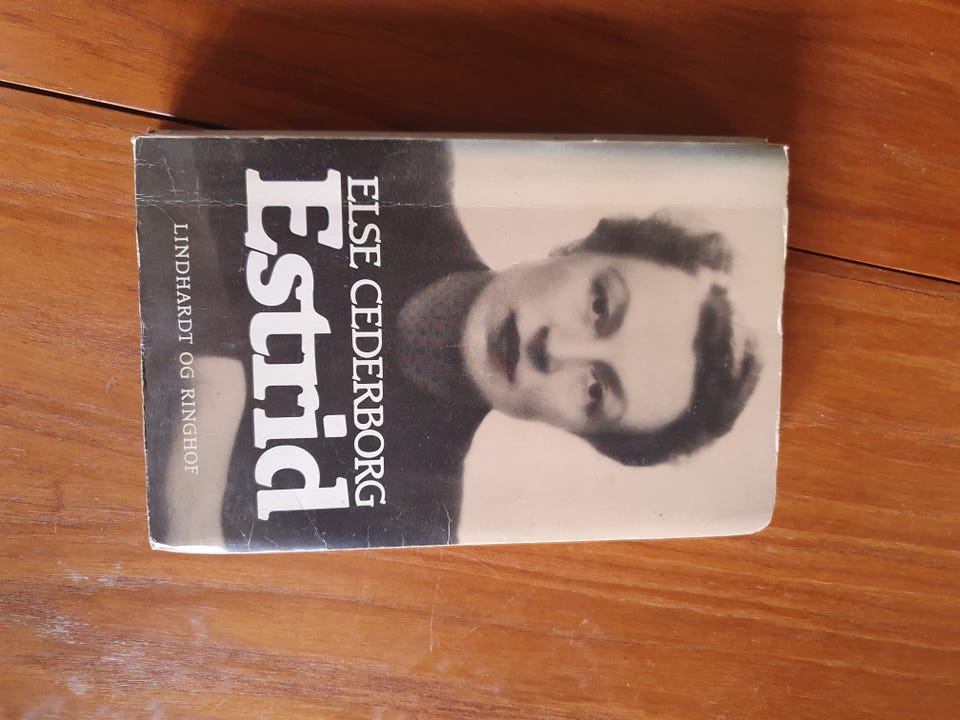 ELSE CEDERBORG
Estrid
LINDHARDT OG RINGHOF